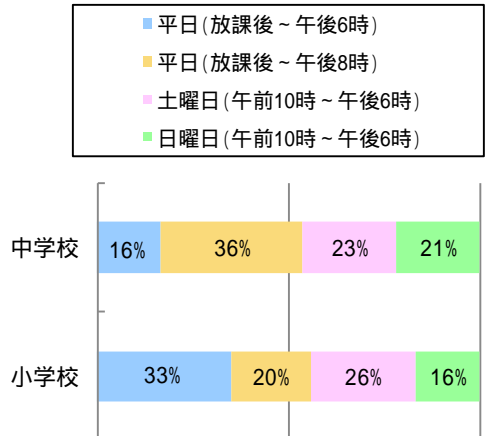 平日(放課後~午後6時)
平日(放課後~午後8時)
土曜日(午前10時~午後6時)
日曜日(午前10時~午後6時)
中学校 16% 36% 23% 21%
小学校 33% 20% 26% 16%